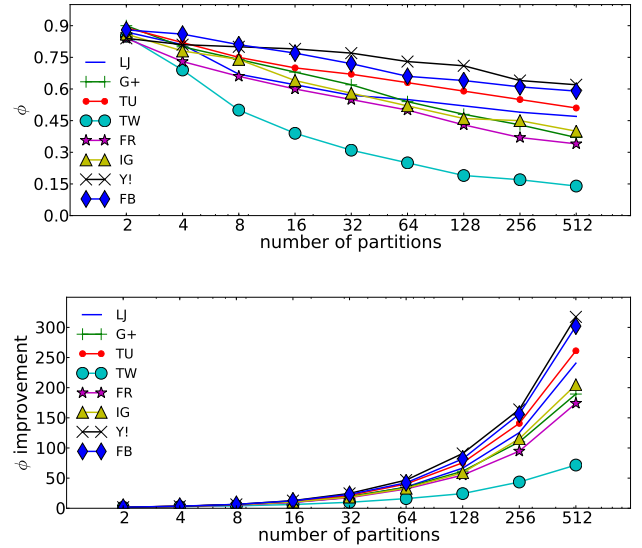 0.9
0.75
0.6
0.45
0.3
0.15
0.0
ϕ
LJ
G+
TU
TW
FR
IG
Y!
FB
2 4 8 16 32 64 128 256 512
number of partitions
300
250
200
150
100
50
0
ϕ improvement
LJ
G+
TU
TW
FR
IG
Y!
FB
2 4 8 16 32 64 128 256 512
number of partitions